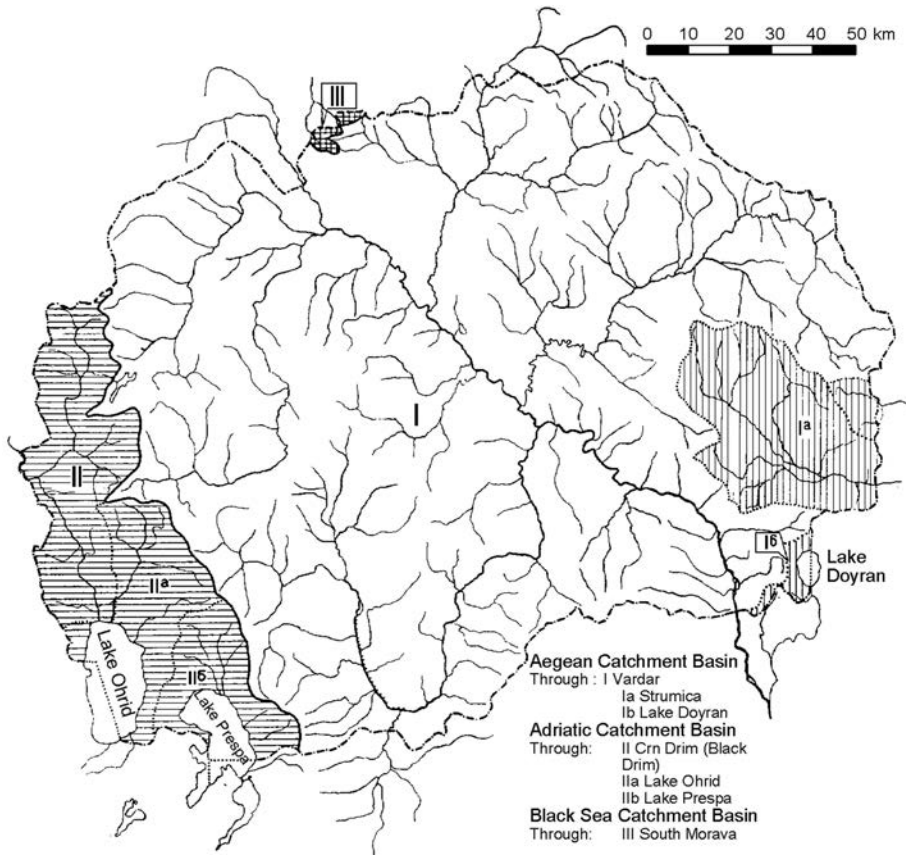 0 10 20 30 40 50 km
III
I
Iª
II
Iб
Lake
Doyran
IIª
IIб
Lake Ohrid
Lake Prespa
Aegean Catchment Basin
Through : I Vardar
Ia Strumica
Ib Lake Doyran
Adriatic Catchment Basin
Through: II Crn Drim (Black
Drim)
IIa Lake Ohrid
IIb Lake Prespa
Black Sea Catchment Basin
Through: III South Morava